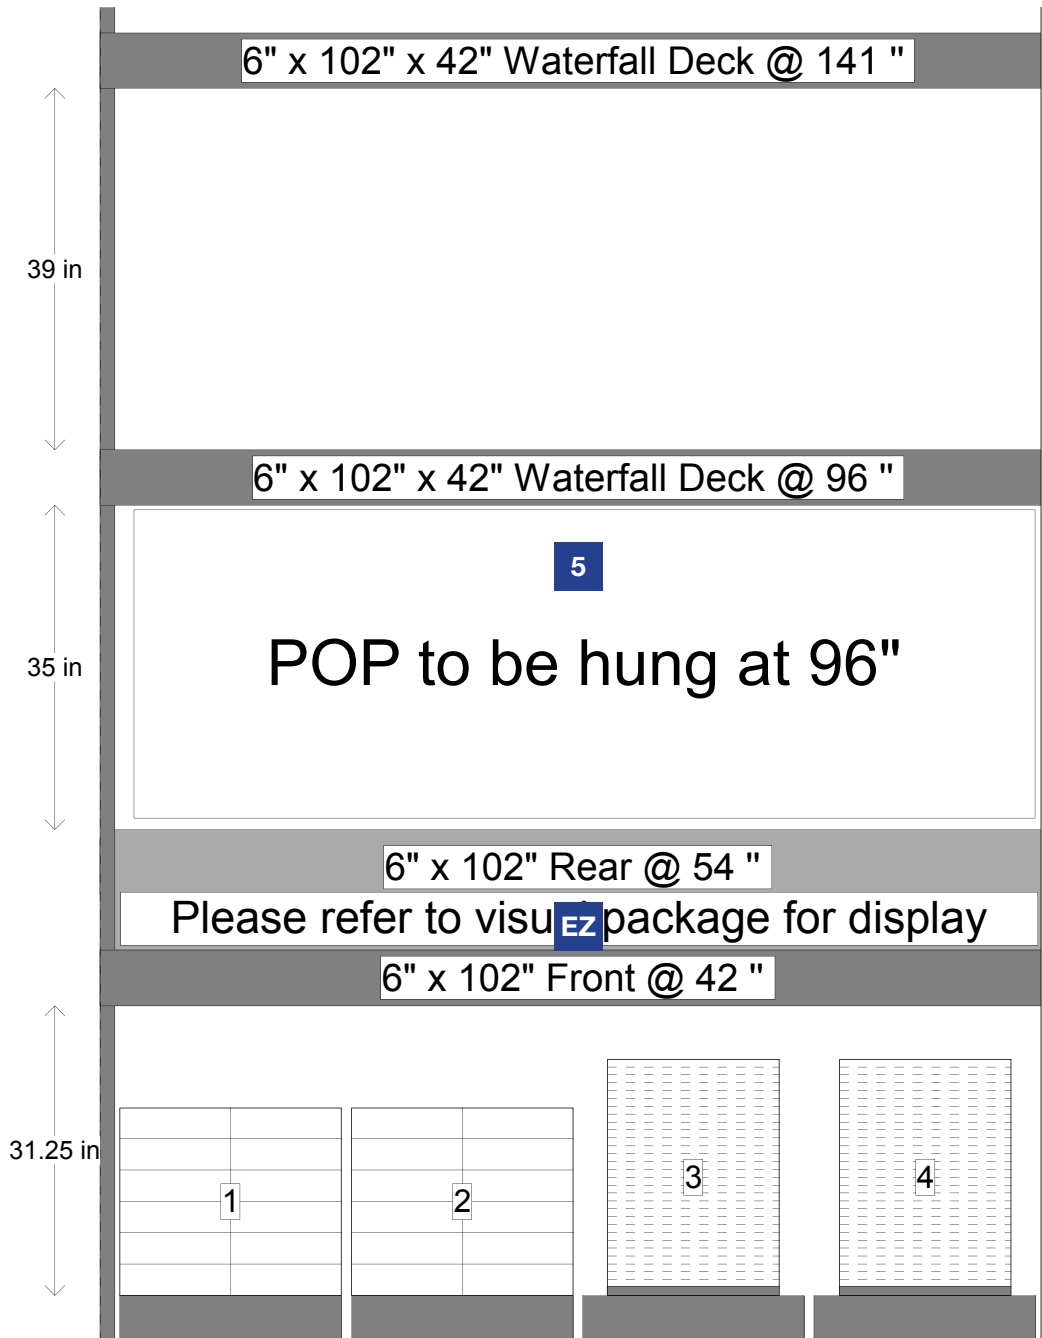 6" x 102" x 42" Waterfall Deck @ 141 "
39 in
6" x 102" x 42" Waterfall Deck @ 96 "
5
35 in
POP to be hung at 96"
6" x 102" Rear @ 54 "
Please refer to visu package for display
EZ
6" x 102" Front @ 42 "
31.25 in
1
2
3
4